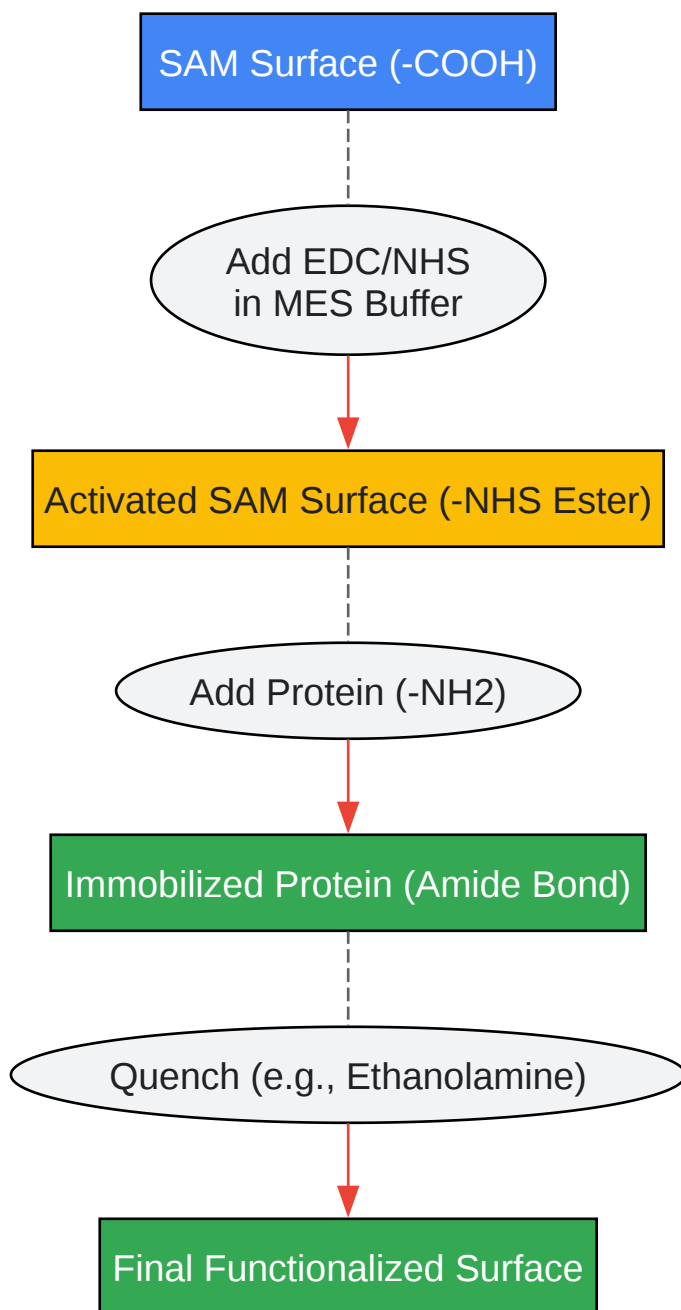 SAM Surface (-COOH)
Add EDC/NHS
in MES Buffer
Activated SAM Surface (-NHS Ester)
Add Protein (-NH2)
Immobilized Protein (Amide Bond)
Quench (e.g., Ethanolamine)
Final Functionalized Surface